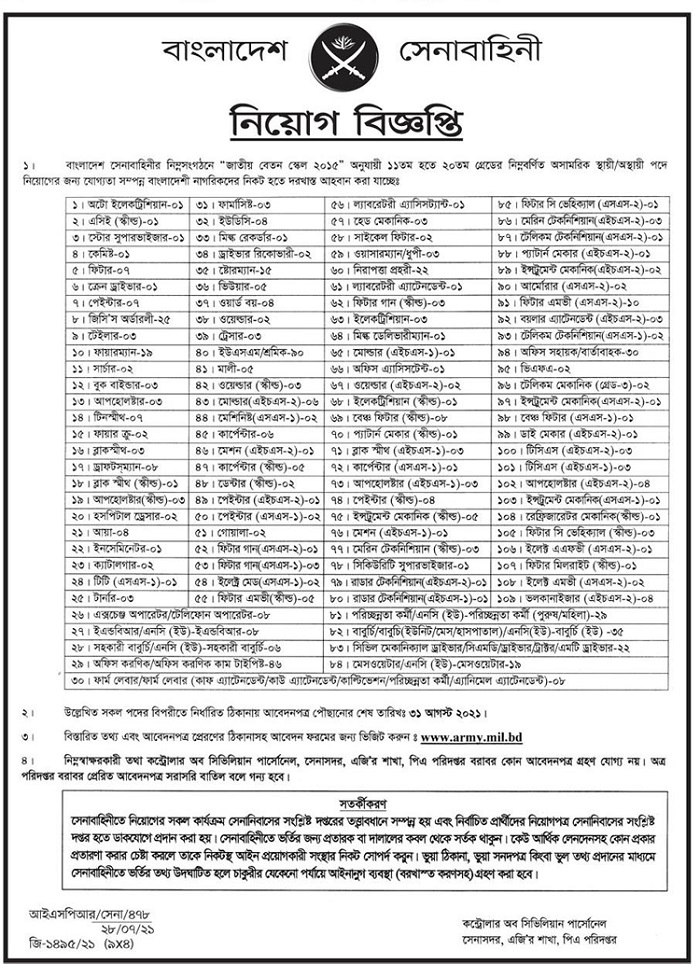 বাংলাদেশ সেনাবাহিনী
নিয়োগ বিজ্ঞপ্তি
১। বাংলাদেশ সেনাবাহিনীর নিম্নসংগঠনে “জাতীয় বেতন স্কেল ২০১৫” অনুযায়ী ১১তম হতে ২০তম গ্রেডের নিম্নবর্ণিত অসামরিক স্থায়ী/অস্থায়ী পদে
নিয়োগের জন্য যোগ্যতা সম্পন্ন বাংলাদেশী নাগরিকদের নিকট হতে দরখাস্ত আহবান করা যাচ্ছেঃ
১। অটো ইলেকট্রিশিয়ান-০১
২। এসিই (স্কীল্ড)-০১
৩। স্টোর সুপারভাইজার-০১
৪। কেমিষ্ট-০১
৫। ফিটার-০৭
৬। ক্রেন ড্রাইভার-০১
৭। পেইন্টার-০৭
৮। জিসি'স অর্ডারলী-২৫
৯। টেইলার-০৩
১০। ফায়ারম্যান-১৯
১১। সার্চার-০২
১২। বুক বাইন্ডার-০৩
১৩। আপহোলষ্টার-০৩
১৪। টিনস্মীথ-০৭
১৫। ফায়ার ক্রু-০২
১৬। ব্লাকস্মীথ-০৩
১৭। ড্রাফটস্ম্যান-০৮
১৮। ব্লাক স্মীথ (স্কীল্ড)-০১
১৯। আপহোলষ্টার(স্কীল্ড)-০৩
২০। হসপিটাল ড্রেসার-০২
২১। আয়া-০৪
২২। ইনসেমিনেটর-০১
২৩। ক্যাটালগার-০২
২৪। টিটি (এসএস-১)-০১
২৫। টার্নার-০৩
৩১। ফার্মাসিষ্ট-০৩
৩২। ইউডিসি-০৪
৩৩। মিল্ক রেকর্ডার-০১
৩৪। ড্রাইভার রিকোভারী-০২
৩৫। ষ্টোরম্যান-১৫
৩৬। ভিউয়ার-০৫
৩৭। ওয়ার্ড বয়-০৪
৩৮। ওয়েল্ডার-০২
৩৯। ট্রেসার-০৩
৪০। ইউএসএম/শ্রমিক-৯০
৪১। মালী-০৫
৪২। ওয়েল্ডার (স্কীল্ড)-০৩
৪৩। মোল্ডার(এইচএস-২)-০৬
৪৪। মেশিনিষ্ট (এসএস-১)-০২
৪৫। কার্পেন্টার-০৬
৪৬। মেশন (এইচএস-২)-০১
৪৭। কার্পেন্টার (স্কীল্ড)-০৫
৪৮। ডেন্টার (স্কীল্ড)-০২
৪৯। পেইন্টার (এইচএস-২)-০১
৫০। পেইন্টার (এসএস-১)-০২
৫১। গোয়ালা-০২
৫২। ফিটার গান(এসএস-২)-০১
৫৩। ফিটার গান(এসএস-১)-০৩
৫৪। ইলেক্ট্র মেড(এসএস-১)-০২
৫৫। ফিটার এমভী(স্কীল্ড)-০৫
৫৬। ল্যাবরেটরী এ্যাসিসট্যান্ট-০১
৫৭। হেড মেকানিক-০৩
৫৮। সাইকেল ফিটার-০২
৫৯। ওয়াসারম্যান/ধুপী-০৩
৬০। নিরাপত্তা প্রহরী-২২
৬১। ল্যাবরেটরী এ্যাটেনডেন্ট-০১
৬২। ফিটার গান (স্কীল্ড)-০৩
৬৩। ইলেকট্রিশিয়ান-০৩
৬৪। মিল্ক ডেলিভারীম্যান-০১
৬৫। মোল্ডার (এইচএস-১)-০১
৬৬। অফিস এ্যাসিসটেন্ট-০১
৬৭। ওয়েল্ডার (এইচএস-২)-০২
৬৮। ইলেকট্রিশিয়ান (স্কীল্ড)-০১
৬৯। বেঞ্চ ফিটার (স্কীল্ড)-০৮
৭০। প্যাটার্ন মেকার (স্কীল্ড)-০১
৭১। ব্লাক স্মীথ (এইচএস-১)-০৩
৭২। কার্পেন্টার (এসএস-১)-০১
৭৩। আপহোলষ্টার (এইচএস-১)-০১
৭৪। পেইন্টার (স্কীল্ড)-০৪
৭৫। ইন্সট্রুমেন্ট মেকানিক (স্কীল্ড)-০৫
৭৬। মেশন (এইচএস-১)-০১
৭৭। মেরিন টেকনিশিয়ান (স্কীল্ড)-০৩
৭৮। সিকিউরিটি সুপারভাইজার-০১
৭৯। রাডার টেকনিশিয়ান(এসএস-২)-০১
৮০। রাডার টেকনিশিয়ান(এসএস-১)-০১
৮৫। ফিটার সি ভেহিক্যাল (এসএস-২)-০১
৮৬। মেরিন টেকনিশিয়ান(এইচএস-২)-০৩
৮৭। টেলিকম টেকনিশিয়ান(এসএস-২)-০১
৮৮। প্যাটার্ন মেকার (এইচএস-২)-০১
৮৯। ইন্সট্রুমেন্ট মেকানিক(এইচএস-২)-০২
৯০। আর্মোরার (এসএস-২)-০২
৯১। ফিটার এমভী (এসএস-২)-১০
৯২। বয়লার এ্যাটেনডেন্ট (এইচএস-২)-০৩
৯৩। টেলিকম টেকনিশিয়ান(এসএস-১)-০২
৯৪। অফিস সহায়ক/বার্তাবাহক-৩০
৯৫। ভিএফএ-০২
৯৬। টেলিকম মেকানিক (গ্রেড-৩)-০২
৯৭। ইন্সট্রুমেন্ট মেকানিক(এসএস-২)-০১
৯৮। বেঞ্চ ফিটার (এসএস-১)-০১
৯৯। ডাই মেকার (এইচএস-২)-০১
১০০। টিসিএস (এইচএস-২)-০৩
১০১। টিসিএস (এইচএস-১)-০৩
১০২। আপহোলষ্টার (এইচএস-২)-০৪
১০৩। ইন্সট্রুমেন্ট মেকানিক(এসএস-১)-০১
১০৪। রেফ্রিজারেটর মেকানিক(স্কীল্ড)-০১
১০৫। ফিটার সি ভেহিক্যাল (স্কীল্ড)-০৩
১০৬। ইলেক্ট এএফভী (এসএস-২)-০১
১০৭। ফিটার মিলরাইট (স্কীল্ড)-০১
১০৮। ইলেক্ট এমভী (এসএস-২)-০১
১০৯। ভলকানাইজার (এইচএস-২)-০৪
২৬। এক্সচেঞ্জ অপারেটর/টেলিফোন অপারেটর-০৮
২৭। ইএন্ডবিআর/এনসি (ইউ)-ইএন্ডবিআর-০৮
২৮। সহকারী বাবুর্চি/এনসি (ইউ)-সহকারী বাবুর্চি-০৬
২৯। অফিস করণিক/অফিস করণিক কাম টাইপিষ্ট-৪৬
৮১। পরিচ্ছন্নতা কর্মী/এনসি (ইউ)-পরিচ্ছন্নতা কর্মী (পুরুষ/মহিলা)-২৯
৮২। বাবুর্চি/বাবুর্চি(ইউনিট/মেস/হাসপাতাল)/এনসি (ইউ)-বাবুর্চি (ইউ) -৩৫
৮৩। সিভিল মেকানিক্যাল ড্রাইভার/সিএমডি/ড্রাইভার/ট্রাক্টর/এমটি ড্রাইভার-২২
৮৪। মেসওয়েটার/এনসি (ইউ)-মেসওয়েটার-১৯
৩০। ফার্ম লেবার/ফার্ম লেবার (কাফ এ্যাটেনডেন্ট/কাউ এ্যাটেনডেন্ট/কাল্টিভেশন/পরিচ্ছন্নতা কর্মী/এ্যানিমেল এ্যাটেনডেন্ট)-০৮
২। উল্লেখিত সকল পদের বিপরীতে নির্ধারিত ঠিকানায় আবেদনপত্র পৌছানোর শেষ তারিখঃ ৩১ আগস্ট ২০২১।
৩। বিস্তারিত তথ্য এবং আবেদনপত্র প্রেরণের ঠিকানাসহ আবেদন ফরমের জন্য ভিজিট করুন ঃ www.army.mil.bd
৪। নিম্নস্বাক্ষরকারী তথা কন্ট্রোলার অব সিভিলিয়ান পার্সোনেল, সেনাসদর, এজি'র শাখা, পিএ পরিদপ্তর বরাবর কোন আবেদনপত্র গ্রহণ যোগ্য নয়। অত্র
পরিদপ্তর বরাবর প্রেরিত আবেদনপত্র সরাসরি বাতিল বলে গন্য হবে।
সতর্কীকরণ
সেনাবাহিনীতে নিয়োগের সকল কার্যক্রম সেনানিবাসের সংশ্লিষ্ট দপ্তরের তত্ত্বাবধানে সম্পন্ন হয় এবং নির্বাচিত প্রার্থীদের নিয়োগপত্র সেনানিবাসের সংশ্লিষ্ট
দপ্তর হতে ডাকযোগে প্রদান করা হয়। সেনাবাহিনীতে ভর্তির জন্য প্রতারক বা দালালের কবল থেকে সতর্ক থাকুন। কেউ আর্থিক লেনদেনসহ কোন প্রকার
প্রতারণা করার চেষ্টা করলে তাকে নিকটস্থ আইন প্রয়োগকারী সংস্থার নিকট সোপর্দ করুন। ভুয়া ঠিকানা, ভুয়া সনদপত্র কিংবা ভুল তথ্য প্রদানের মাধ্যমে
সেনাবাহিনীতে ভর্তির তথ্য উদঘাটিত হলে চাকুরীর যেকোনো পর্যায়ে আইনানুগ ব্যবস্থা (বরখাস্ত করণসহ) গ্রহণ করা হবে।
আইএসপিআর/সেনা/৪৭৮
২৮/০৭/২১
জি-১৪৯৫/২১ (৯X৪)
কন্ট্রোলার অব সিভিলিয়ান পার্সোনেল
সেনাসদর, এজি'র শাখা, পিএ পরিদপ্তর